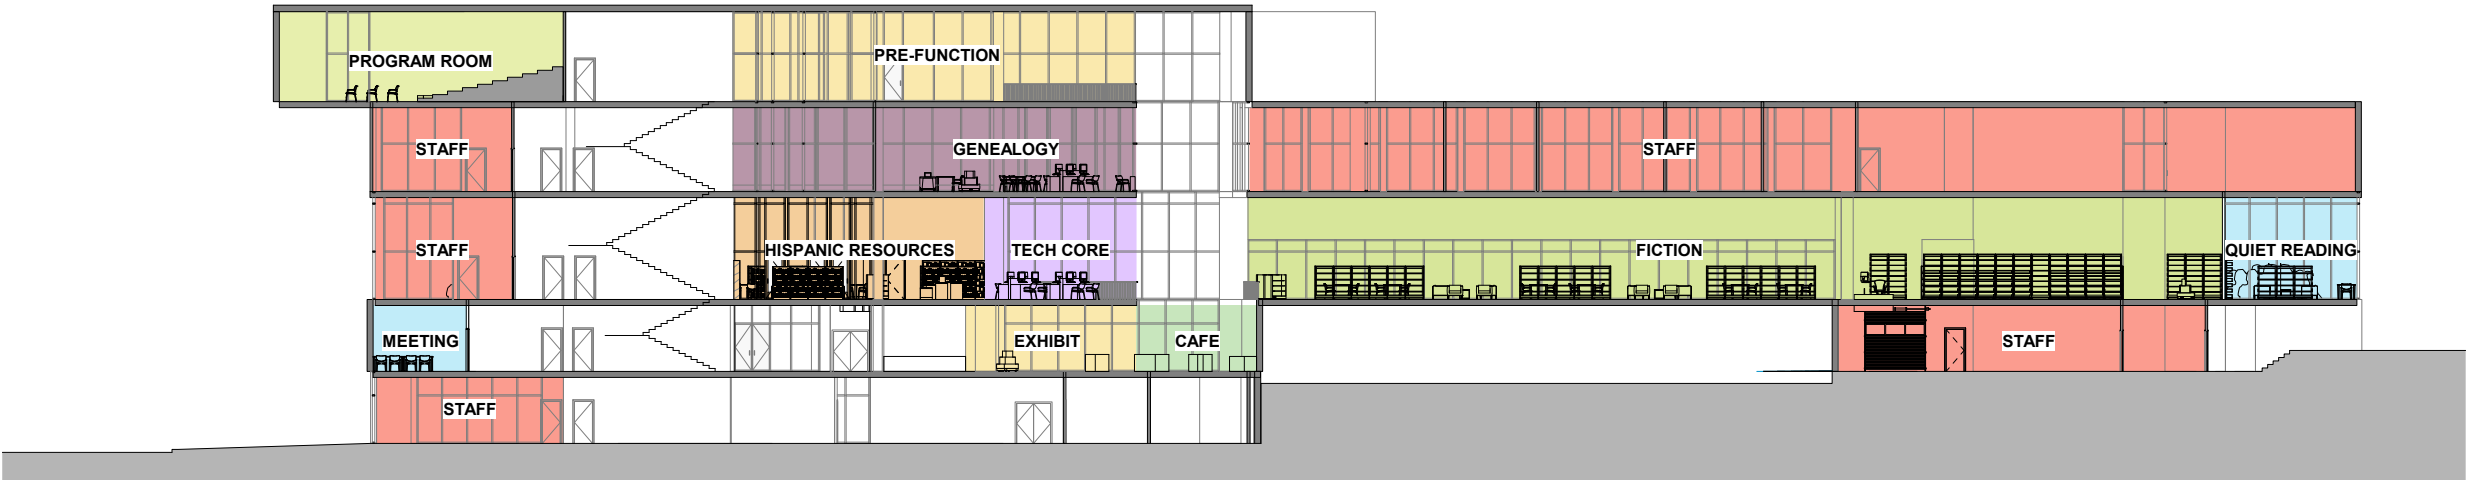 PROGRAM ROOM
PRE-FUNCTION
STAFF
GENEALOGY
STAFF
STAFF
HISPANIC RESOURCES
TECH CORE
FICTION
QUIET READING
MEETING
EXHIBIT
CAFE
STAFF
STAFF